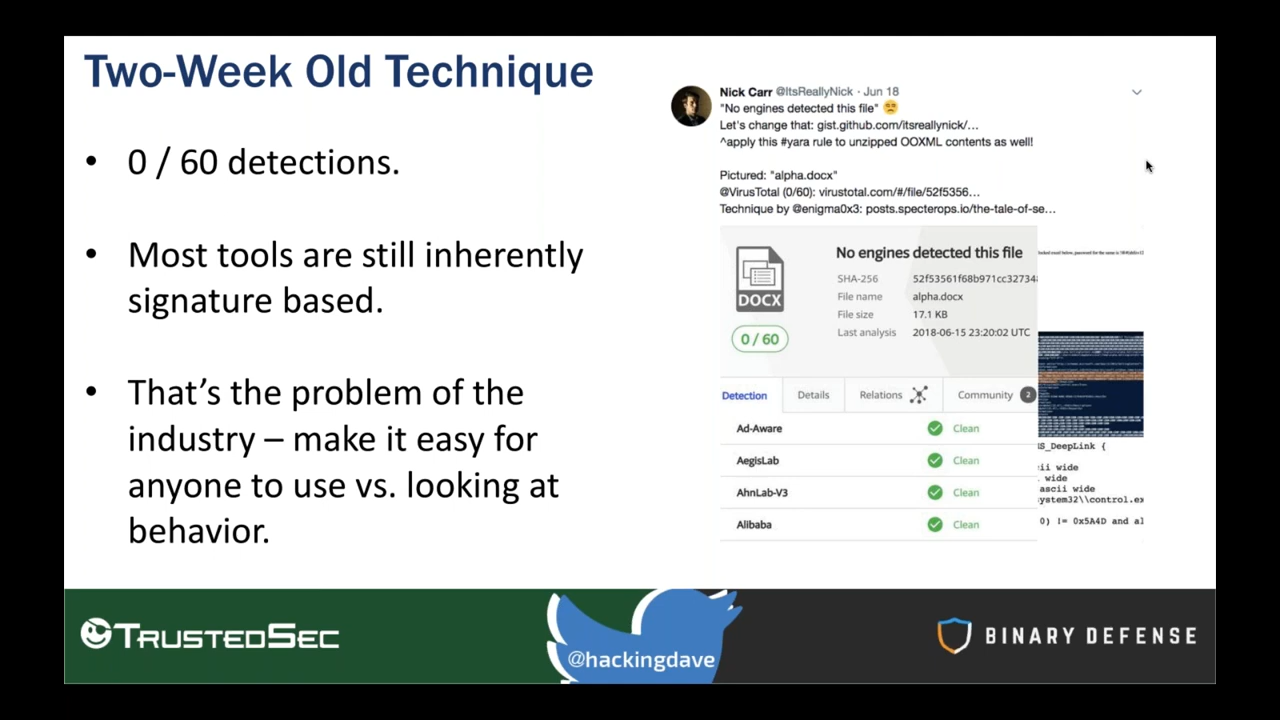 Two-Week Old Technique
• 0 / 60 detections.
• Most tools are still inherently
signature based.
• That's the problem of the
industry – make it easy for
anyone to use vs. looking at
behavior.
Nick Carr @ItsReallyNick · Jun 18
"No engines detected this file" 😒
Let's change that: gist.github.com/itsreallynick/…
^apply this #yara rule to unzipped OOXML contents as well!
Pictured: "alpha.docx"
@VirusTotal (0/60): virustotal.com/#/file/52f5356…
Technique by @enigma0x3: posts.specterops.io/the-tale-of-se…
DOCX
0 / 60
No engines detected this file
SHA-256 52f53561f68b971cc32734
File name alpha.docx
File size 17.1 KB
Last analysis 2018-06-15 23:20:02 UTC
Detection Details Relations Community 2
Ad-Aware Clean
AegisLab Clean
AhnLab-V3 Clean
Alibaba Clean
S_DeepLink {
ii wide
wide
ascii wide
ystem32\\control.ex
0) != 0x5A4D and al
TRUSTEDSEC
@hackingdave
BINARY DEFENSE